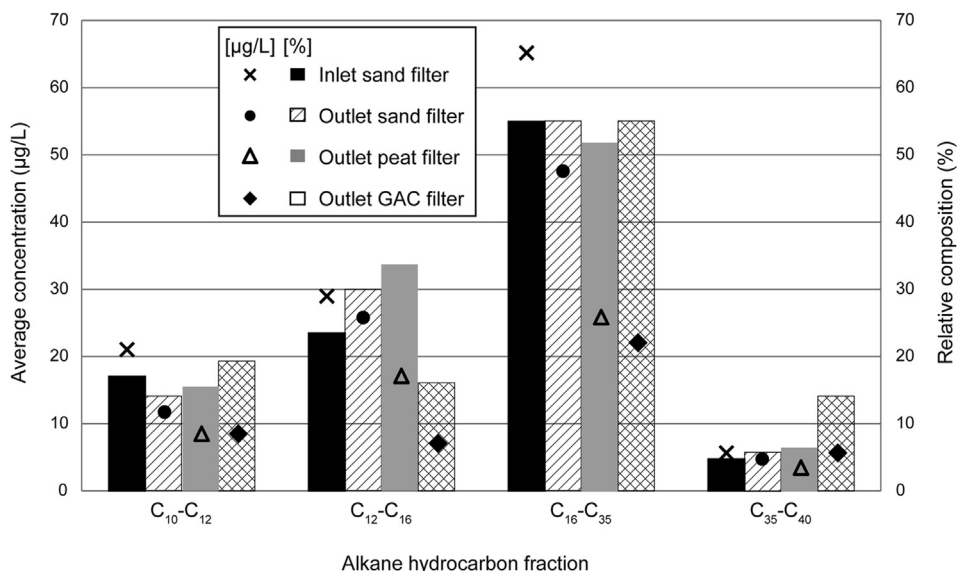 70
60
50
40
30
20
10
0
Average concentration (µg/L)
[µg/L] [%]
Inlet sand filter
Outlet sand filter
Outlet peat filter
Outlet GAC filter
70
60
50
40
30
20
10
0
Relative composition (%)
C₁₀-C₁₂ C₁₂-C₁₆ C₁₆-C₃₅ C₃₅-C₄₀
Alkane hydrocarbon fraction